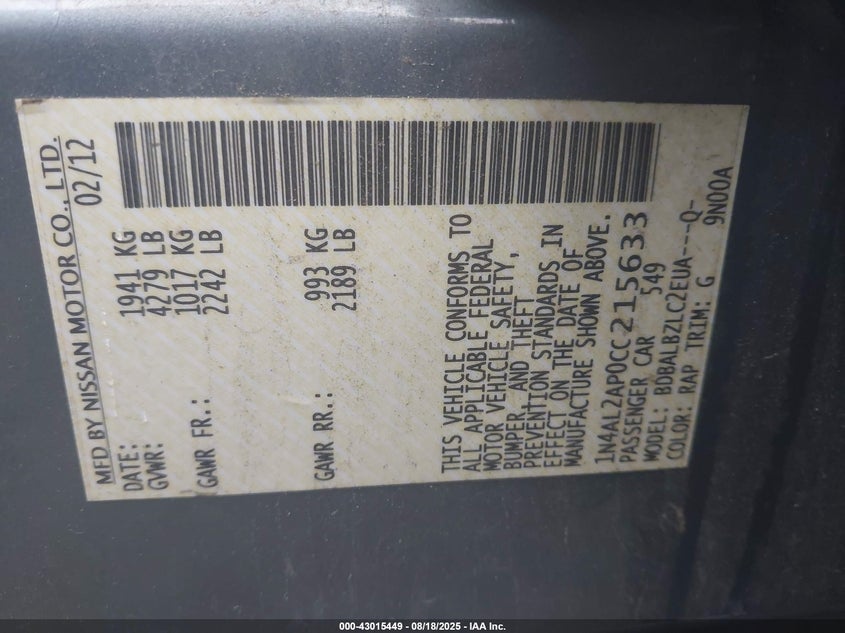 MFD BY NISSAN MOTOR CO., LTD.
DATE: 02/12
GVWR: 1941 KG
4279 LB
GAWR FR.: 1017 KG
2242 LB
GAWR RR.: 993 KG
2189 LB
THIS VEHICLE CONFORMS TO
ALL APPLICABLE FEDERAL
MOTOR VEHICLE SAFETY,
BUMPER, AND THEFT
PREVENTION STANDARDS IN
EFFECT ON THE DATE OF
MANUFACTURE SHOWN ABOVE.
1N4AL2AP0CC215633
PASSENGER CAR 549
MODEL: BDBALBZLC2EUA---Q-
COLOR: RAP TRIM: G 9N00A
000-43015449 - 08/18/2025 - IAA Inc.